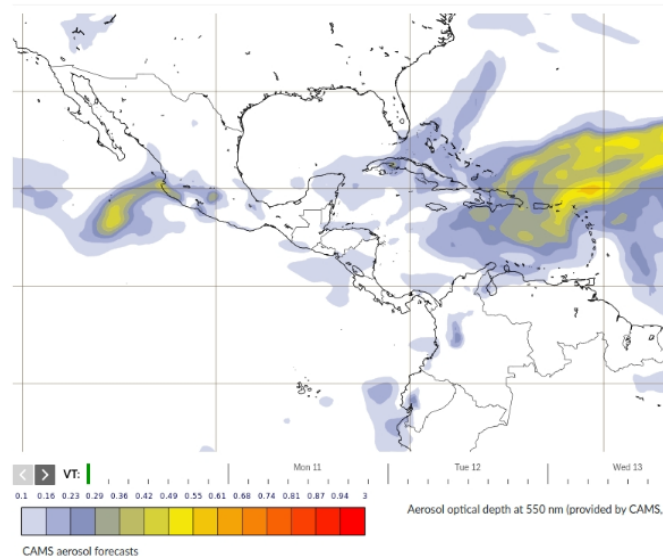 VT:
Mon 11
Tue 12
Wed 13
0.1 0.16 0.23 0.29 0.36 0.42 0.49 0.55 0.61 0.68 0.74 0.81 0.87 0.94 3
Aerosol optical depth at 550 nm (provided by CAMS,
CAMS aerosol forecasts